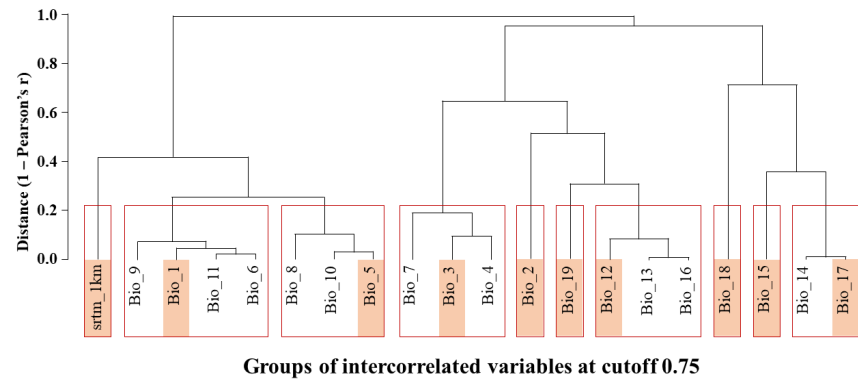 1.0
0.8
0.6
0.4
0.2
0.0
Distance (1 – Pearson's r)
srtm_1km
Bio_9
Bio_1
Bio_11
Bio_6
Bio_8
Bio_10
Bio_5
Bio_7
Bio_3
Bio_4
Bio_2
Bio_19
Bio_12
Bio_13
Bio_16
Bio_18
Bio_15
Bio_14
Bio_17
Groups of intercorrelated variables at cutoff 0.75